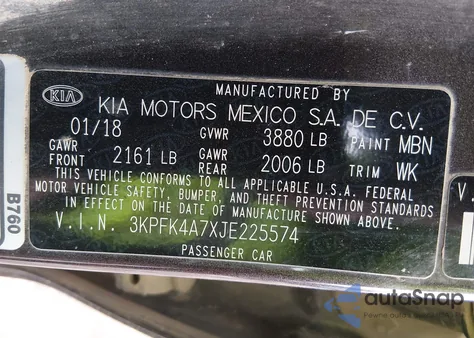 MANUFACTURED BY
KIA KIA MOTORS MEXICO S.A. DE C.V.
01/18 GVWR 3880 LB PAINT MBN
GAWR FRONT 2161 LB GAWR REAR 2006 LB TRIM WK
THIS VEHICLE CONFORMS TO ALL APPLICABLE U.S.A. FEDERAL
MOTOR VEHICLE SAFETY, BUMPER, AND THEFT PREVENTION STANDARDS
IN EFFECT ON THE DATE OF MANUFACTURE SHOWN ABOVE.
V.I.N. 3KPFK4A7XJE225574
PASSENGER CAR
B760
V.
autoSnap